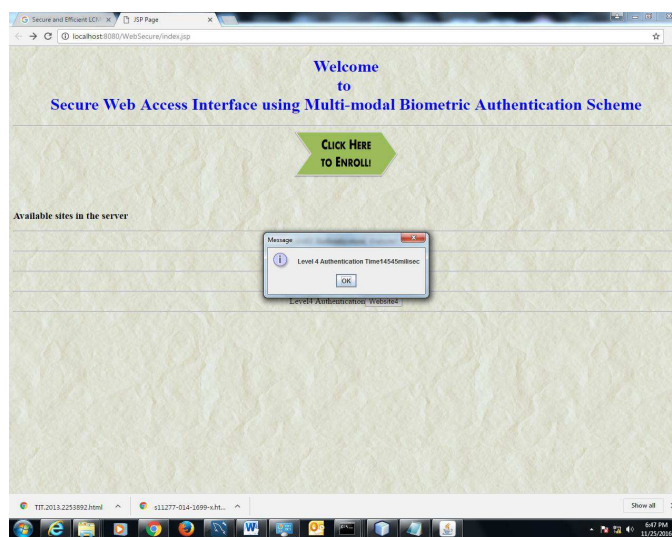 Secure and Efficient LC
JSP Page
localhost:8080/WebSecure/index.jsp
Welcome
to
Secure Web Access Interface using Multi-modal Biometric Authentication Scheme
CLICK HERE
TO ENROLL!
Available sites in the server
Message
Level 4 Authentication Time14545milisec
OK
Level4 Authentication Website4
TIT.2013.2253892.html
s11277-014-1699-x.ht...
Show all
6:47 PM
11/25/2016